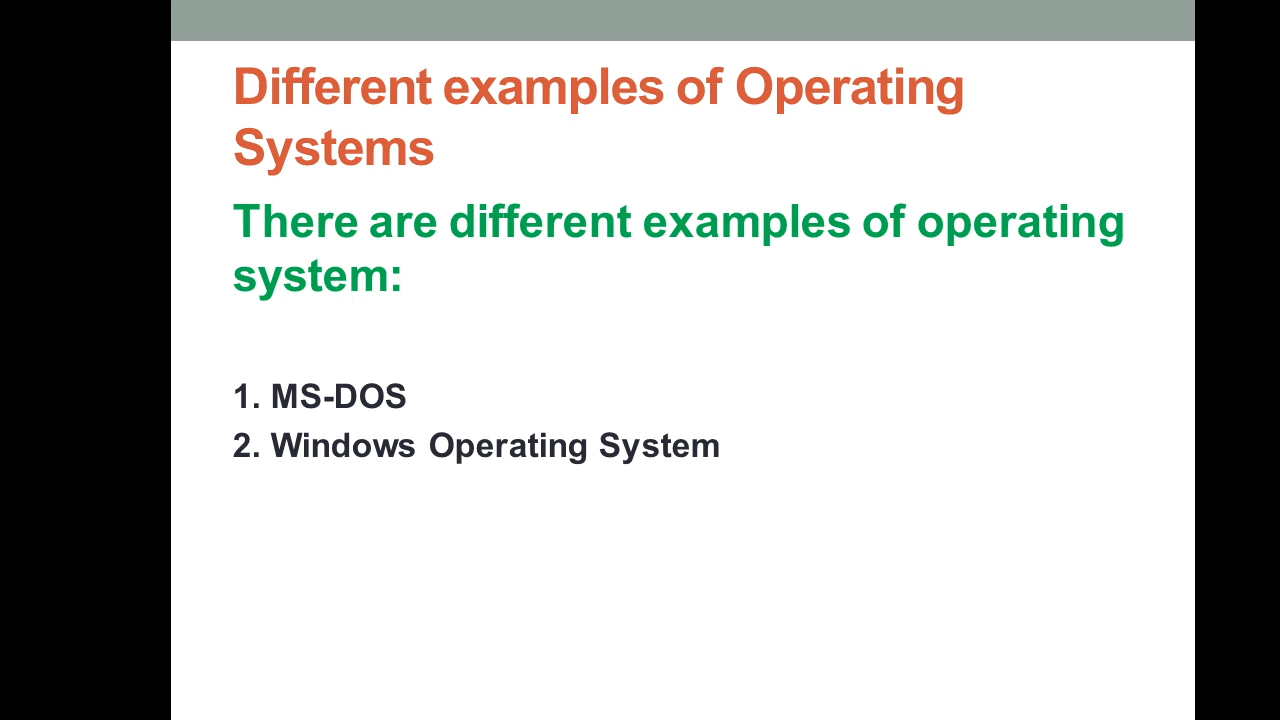 Different examples of Operating
Systems
There are different examples of operating
system:
1. MS-DOS
2. Windows Operating System